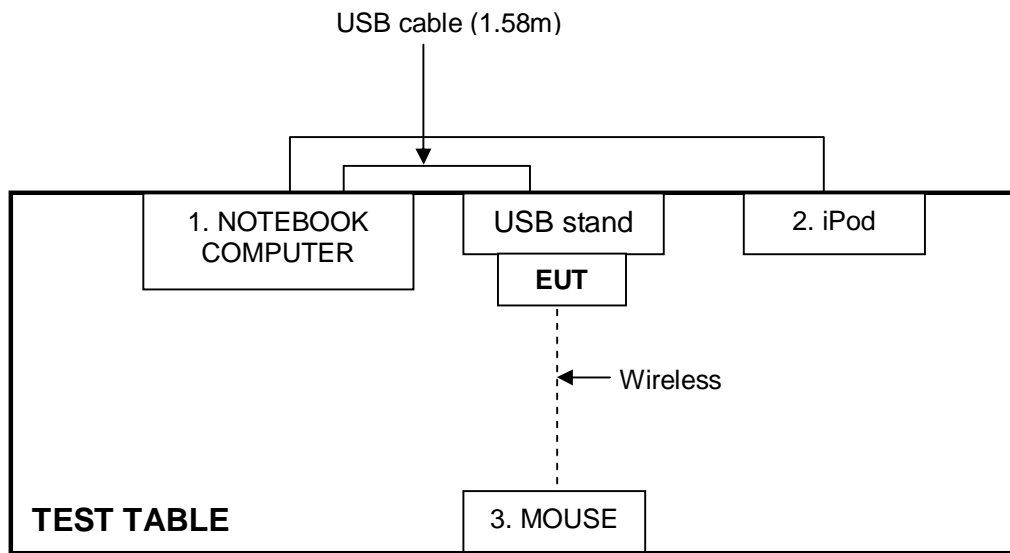 USB cable (1.58m)
1. NOTEBOOK
COMPUTER
USB stand
2. iPod
EUT
Wireless
TEST TABLE
3. MOUSE